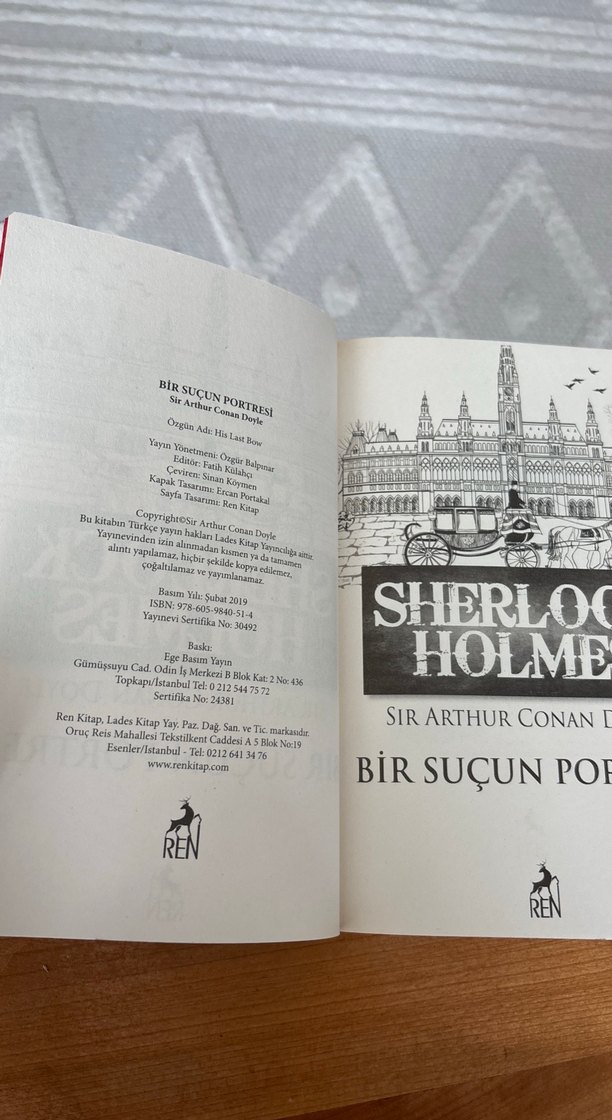 BİR SUÇUN PORTRESİ
Sir Arthur Conan Doyle
Özgün Adı: His Last Bow
Yayın Yönetmeni: Özgür Balpınar
Editör: Fatih Külahçı
Çeviren: Sinan Köymen
Kapak Tasarımı: Ercan Portakal
Sayfa Tasarımı: Ren Kitap
Copyright©Sir Arthur Conan Doyle
Bu kitabın Türkçe yayın hakları Lades Kitap Yayıncılığa aittir.
Yayınevinden izin alınmadan kısmen ya da tamamen
alıntı yapılamaz, hiçbir şekilde kopya edilemez,
çoğaltılamaz ve yayımlanamaz.
Basım Yılı: Şubat 2019
ISBN: 978-605-9840-51-4
Yayınevi Sertifika No: 30492
Baskı:
Ege Basım Yayın
Gümüşsuyu Cad. Odin İş Merkezi B Blok Kat: 2 No: 436
Topkapı/İstanbul Tel: 0 212 544 75 72
Sertifika No: 24381
Ren Kitap, Lades Kitap Yay. Paz. Dağ. San. ve Tic. markasıdır.
Oruç Reis Mahallesi Tekstilkent Caddesi A 5 Blok No:19
Esenler/İstanbul - Tel: 0212 641 34 76
www.renkitap.com
REN
SHERLOC
HOLMES
SIR ARTHUR CONAN D
BİR SUÇUN POR
REN